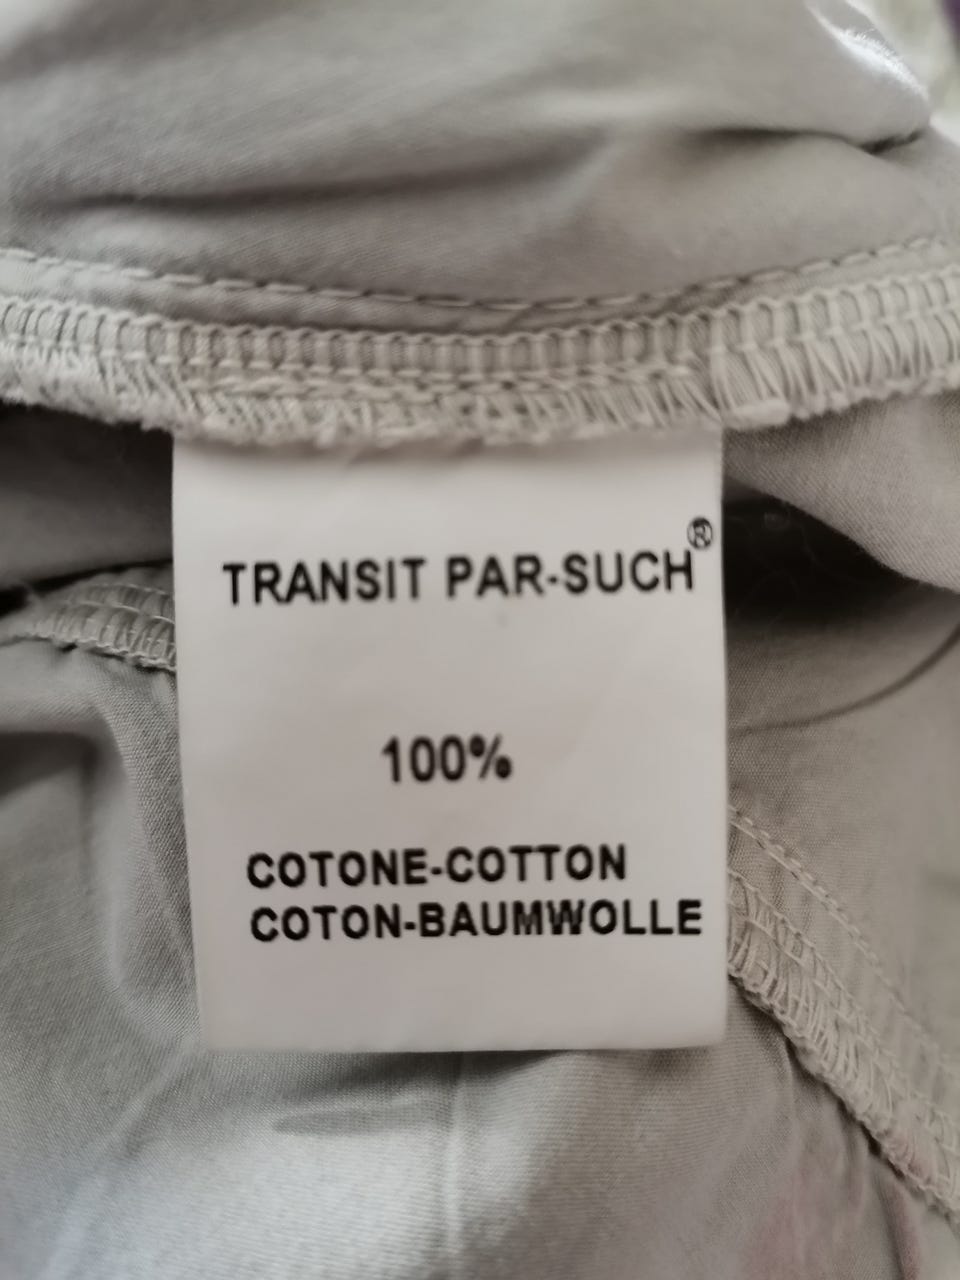 TRANSIT PAR-SUCH®
100%
COTONE-COTTON
COTON-BAUMWOLLE